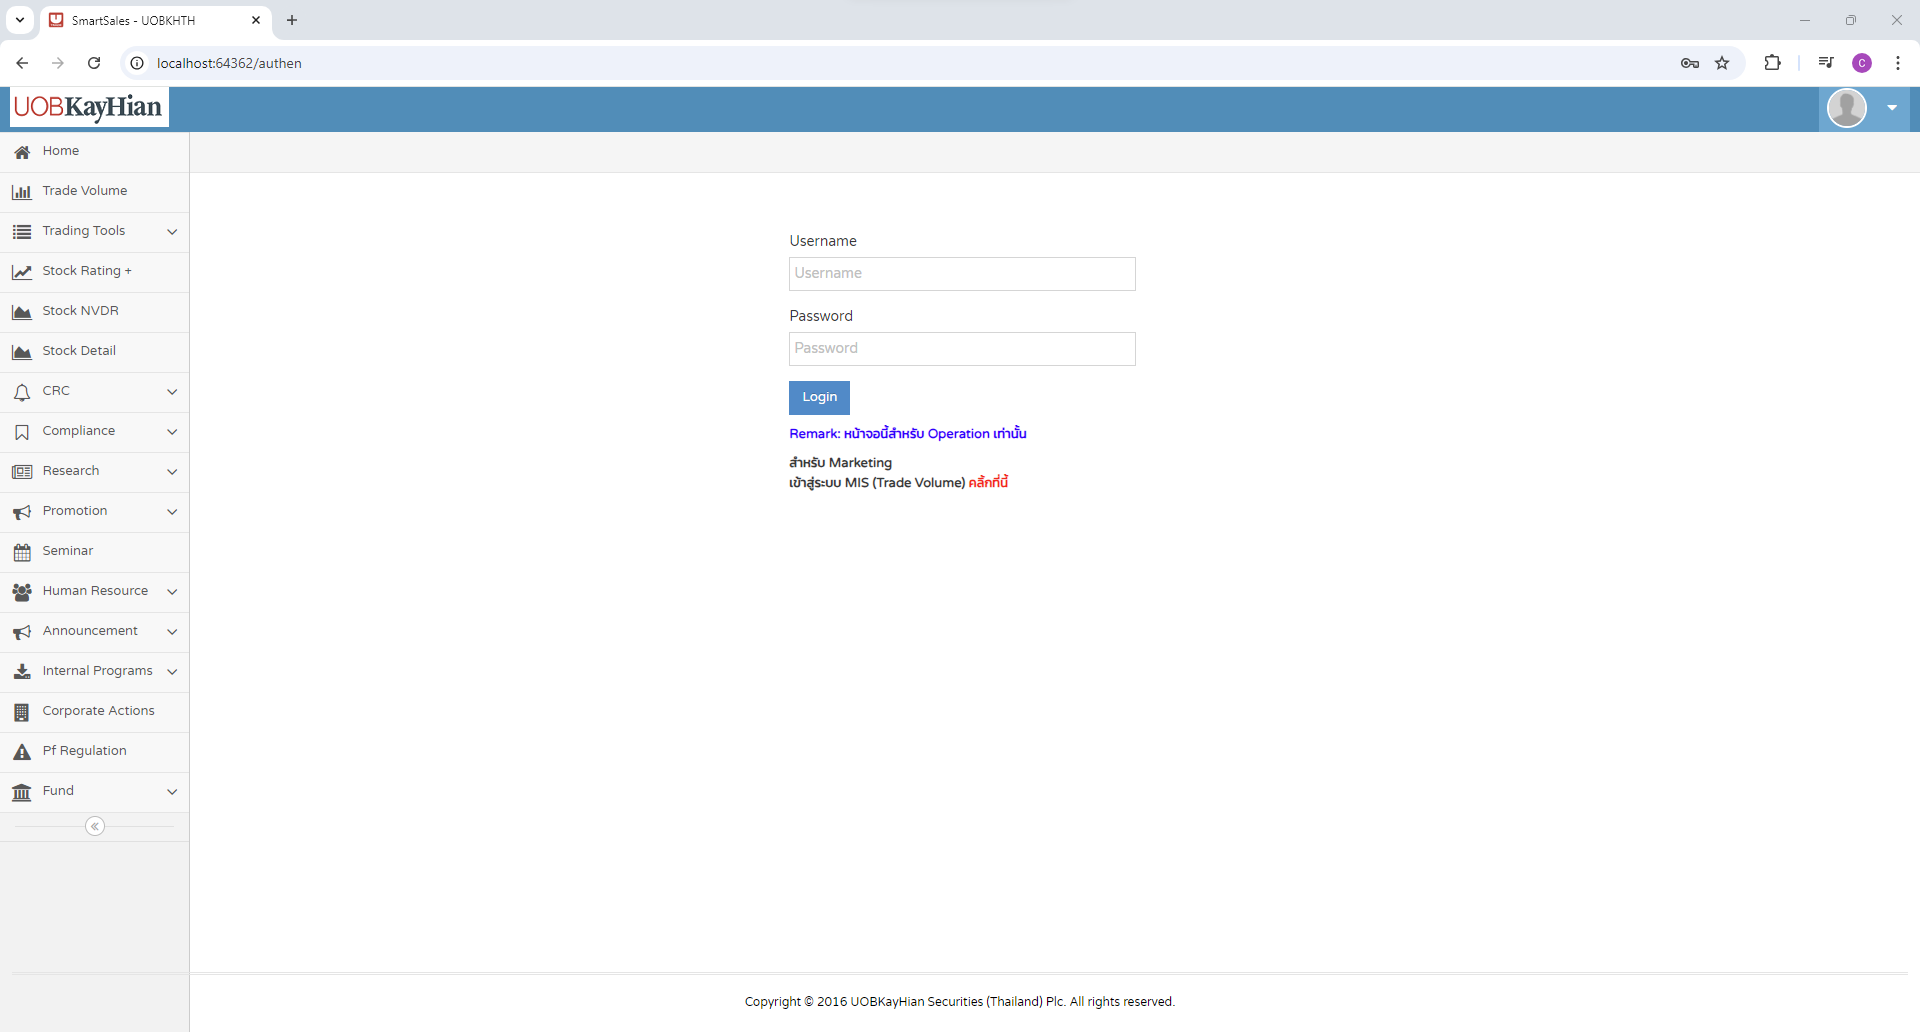 SmartSales - UOBKHTH
localhost:64362/authen
C
UOBKayHian
Home
Trade Volume
Trading Tools
Stock Rating +
Stock NVDR
Stock Detail
CRC
Compliance
Research
Promotion
Seminar
Human Resource
Announcement
Internal Programs
Corporate Actions
Pf Regulation
Fund
Username
Username
Password
Password
Login
Remark: หน้าจอนี้สำหรับ Operation เท่านั้น
สำหรับ Marketing
เข้าสู่ระบบ MIS (Trade Volume) คลิ้กที่นี้
Copyright © 2016 UOBKayHian Securities (Thailand) Plc. All rights reserved.